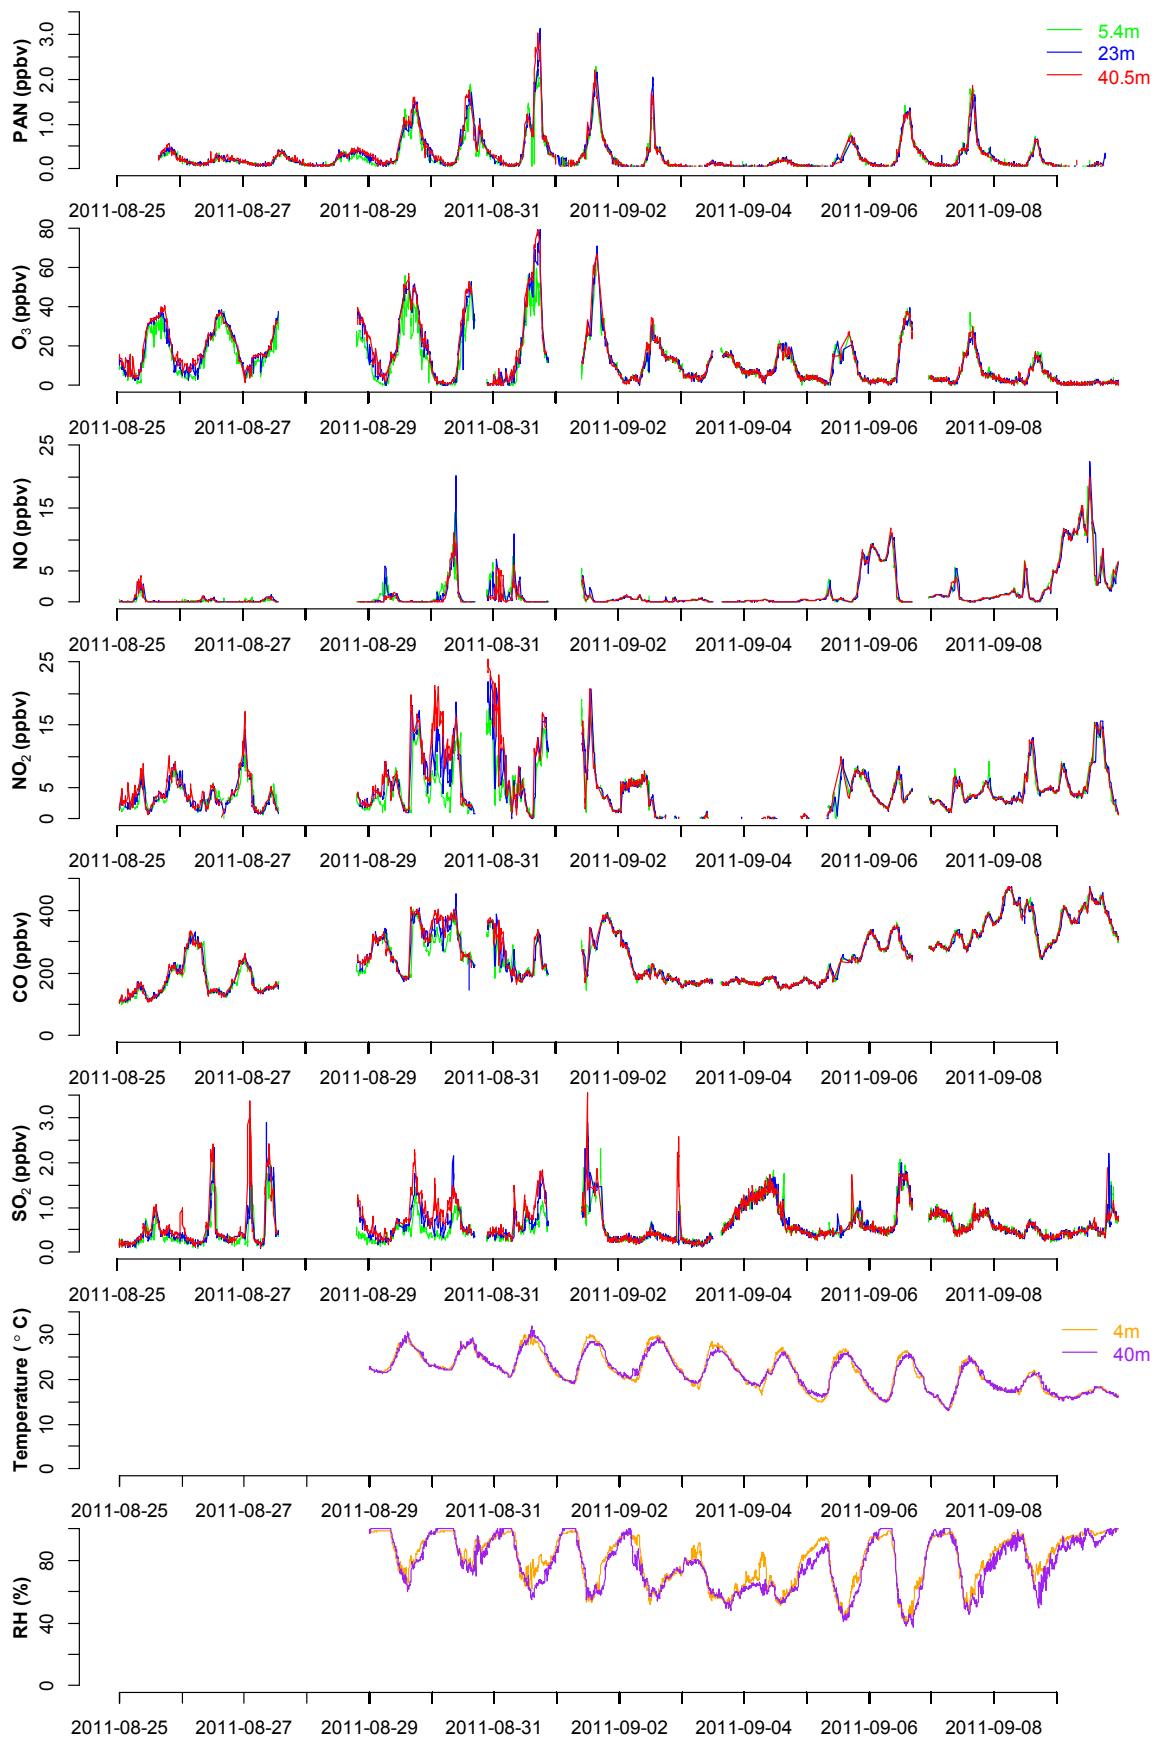 PAN (ppbv)
0.0 1.0 2.0 3.0
5.4m
23m
40.5m
2011-08-25 2011-08-27 2011-08-29 2011-08-31 2011-09-02 2011-09-04 2011-09-06 2011-09-08
O3 (ppbv)
0 20 40 60 80
2011-08-25 2011-08-27 2011-08-29 2011-08-31 2011-09-02 2011-09-04 2011-09-06 2011-09-08
NO (ppbv)
0 5 15 25
2011-08-25 2011-08-27 2011-08-29 2011-08-31 2011-09-02 2011-09-04 2011-09-06 2011-09-08
NO2 (ppbv)
0 5 15 25
2011-08-25 2011-08-27 2011-08-29 2011-08-31 2011-09-02 2011-09-04 2011-09-06 2011-09-08
CO (ppbv)
0 200 400
2011-08-25 2011-08-27 2011-08-29 2011-08-31 2011-09-02 2011-09-04 2011-09-06 2011-09-08
SO2 (ppbv)
0.0 1.0 2.0 3.0
2011-08-25 2011-08-27 2011-08-29 2011-08-31 2011-09-02 2011-09-04 2011-09-06 2011-09-08
Temperature (° C)
0 10 20 30
4m
40m
2011-08-25 2011-08-27 2011-08-29 2011-08-31 2011-09-02 2011-09-04 2011-09-06 2011-09-08
RH (%)
0 40 80
2011-08-25 2011-08-27 2011-08-29 2011-08-31 2011-09-02 2011-09-04 2011-09-06 2011-09-08